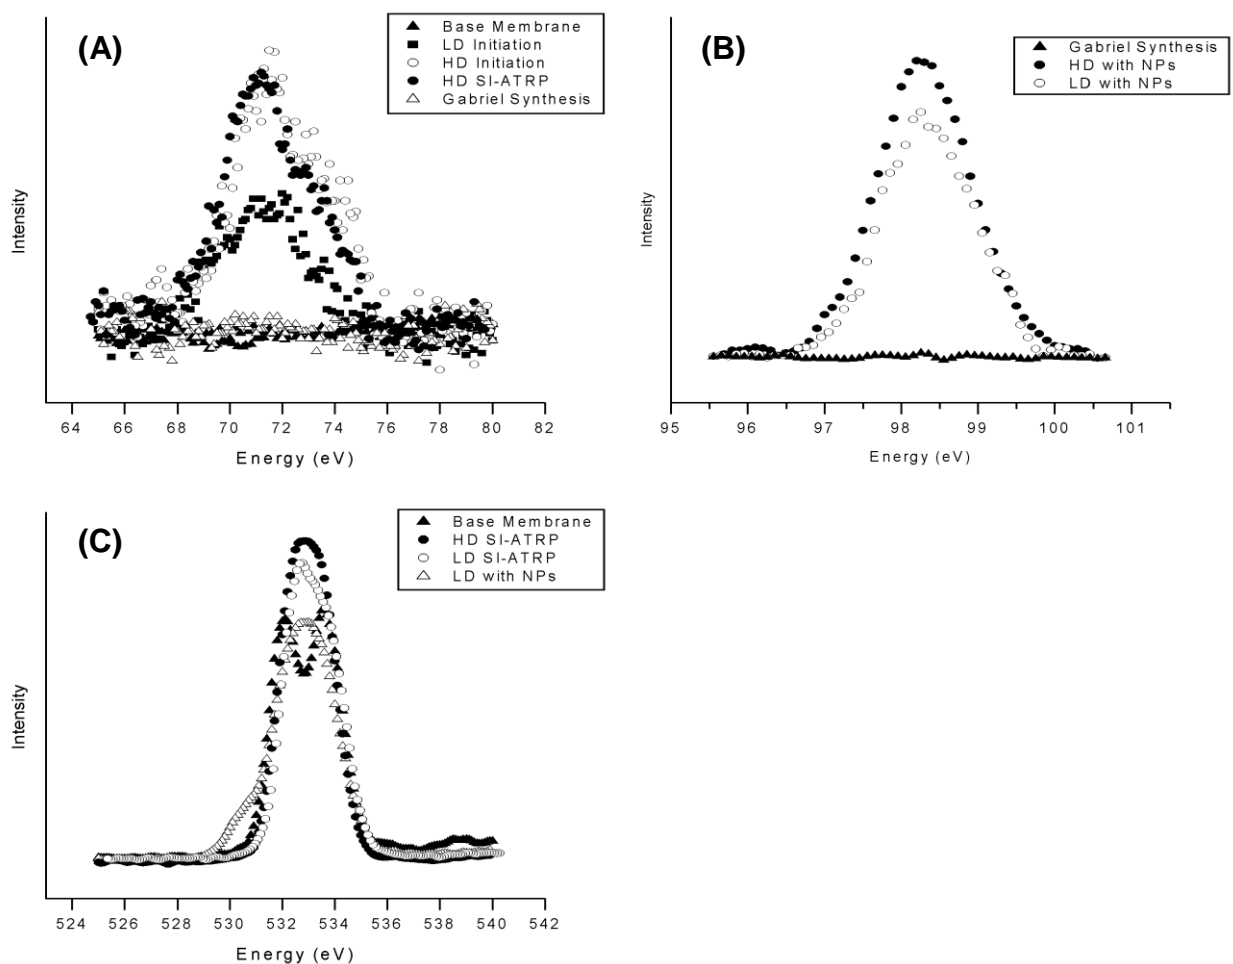 (A)
Base Membrane
LD Initiation
HD Initiation
HD SI-ATRP
Gabriel Synthesis
Intensity
64 66 68 70 72 74 76 78 80 82
Energy (eV)
(B)
Gabriel Synthesis
HD with NPs
LD with NPs
Intensity
95 96 97 98 99 100 101
Energy (eV)
(C)
Base Membrane
HD SI-ATRP
LD SI-ATRP
LD with NPs
Intensity
524 526 528 530 532 534 536 538 540 542
Energy (eV)